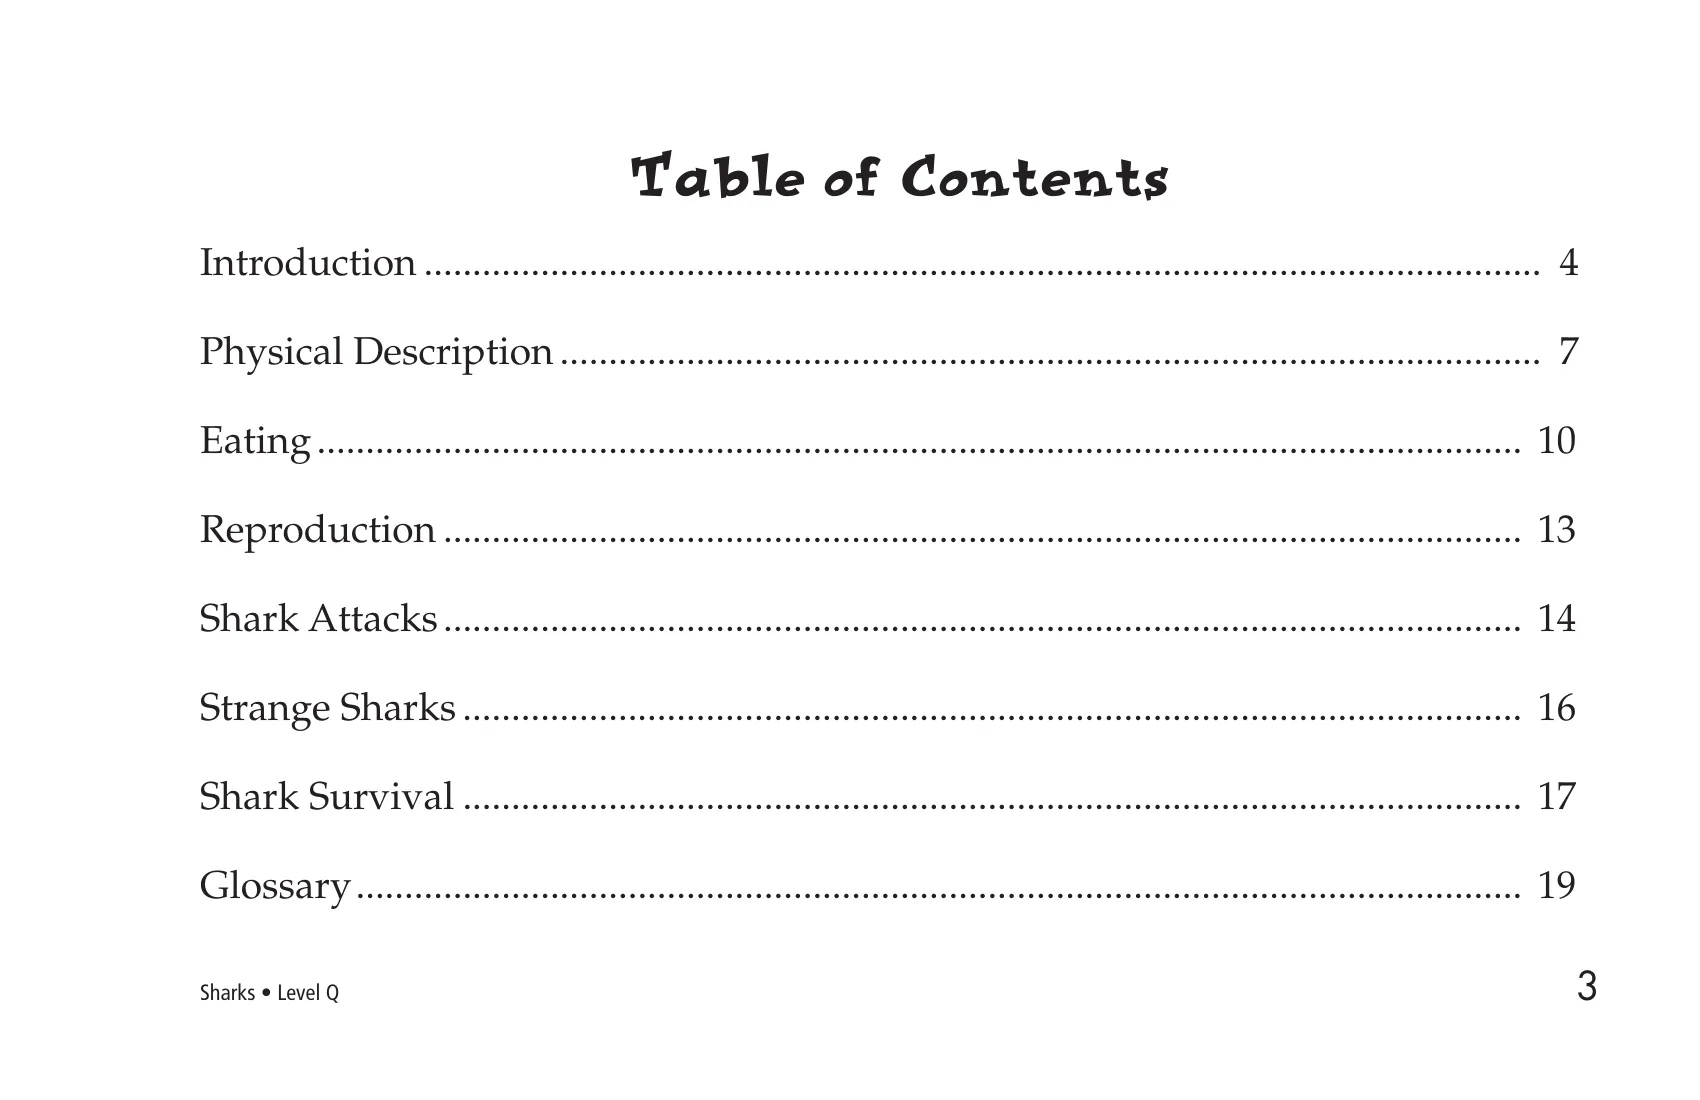 Table of Contents
Introduction ........................................................................................................................ 4
Physical Description ........................................................................................................ 7
Eating ............................................................................................................................... 10
Reproduction ................................................................................................................... 13
Shark Attacks ................................................................................................................... 14
Strange Sharks ................................................................................................................. 16
Shark Survival ................................................................................................................. 17
Glossary ........................................................................................................................... 19
Sharks • Level Q 3